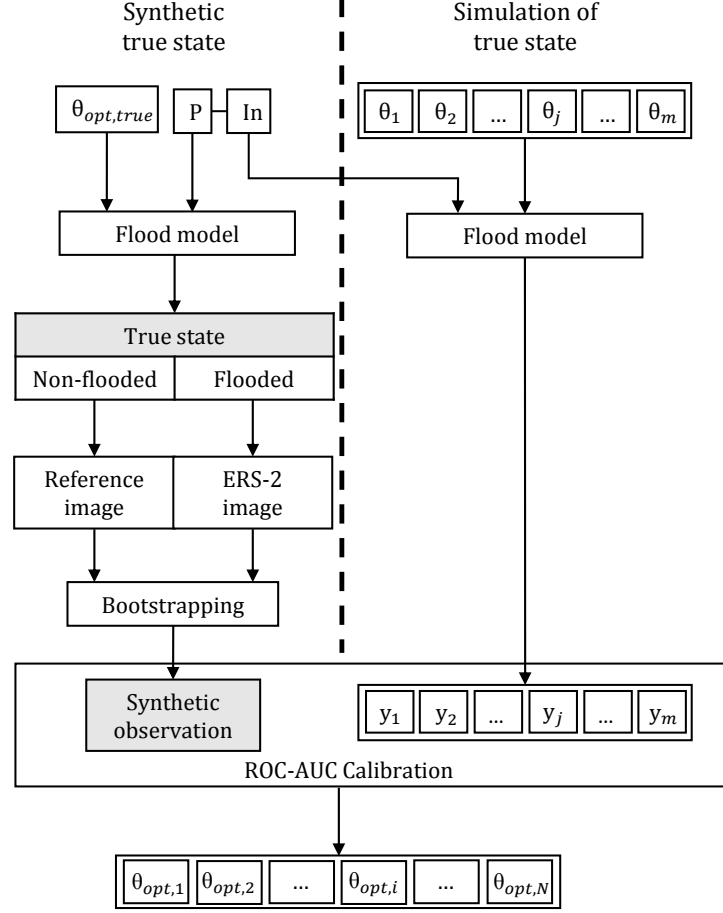 Synthetic
true state
Simulation of
true state
θopt,true
P
In
θ1 θ2 ... θj ... θm
Flood model
Flood model
True state
Non-flooded
Flooded
Reference
image
ERS-2
image
Bootstrapping
Synthetic
observation
y1 y2 ... yj ... ym
ROC-AUC Calibration
θopt,1 θopt,2 ... θopt,i ... θopt,N